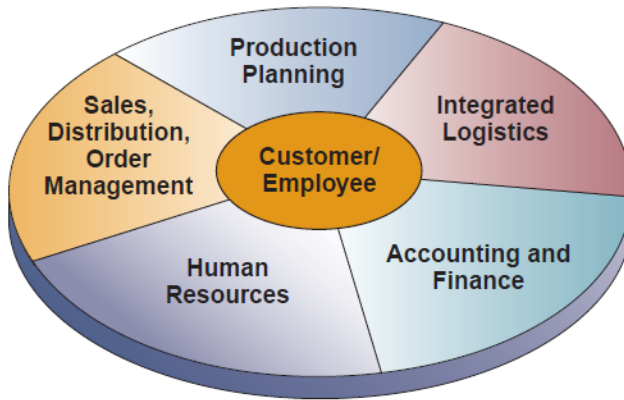 Production
Planning
Integrated
Logistics
Sales,
Distribution,
Order
Management
Customer/
Employee
Human
Resources
Accounting and
Finance